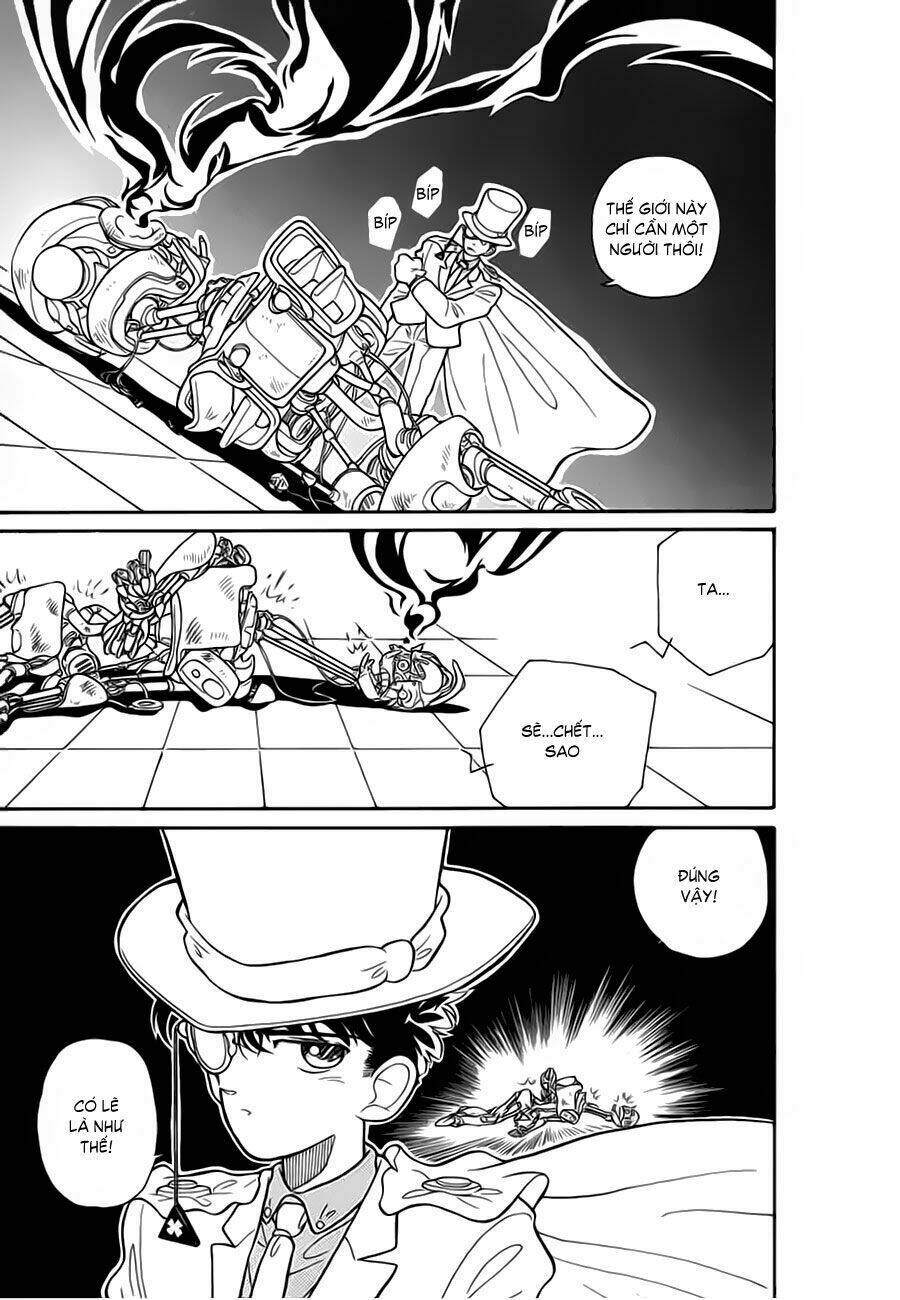 THẾ GIỚI NÀY
CHỈ CẦN MỘT
NGƯỜI THÔI!
BÍP
BÍP
BÍP
TA...
SẼ...CHẾT...
SAO
ĐÚNG
VẬY!
CÓ LẼ
LÀ NHƯ
THẾ!